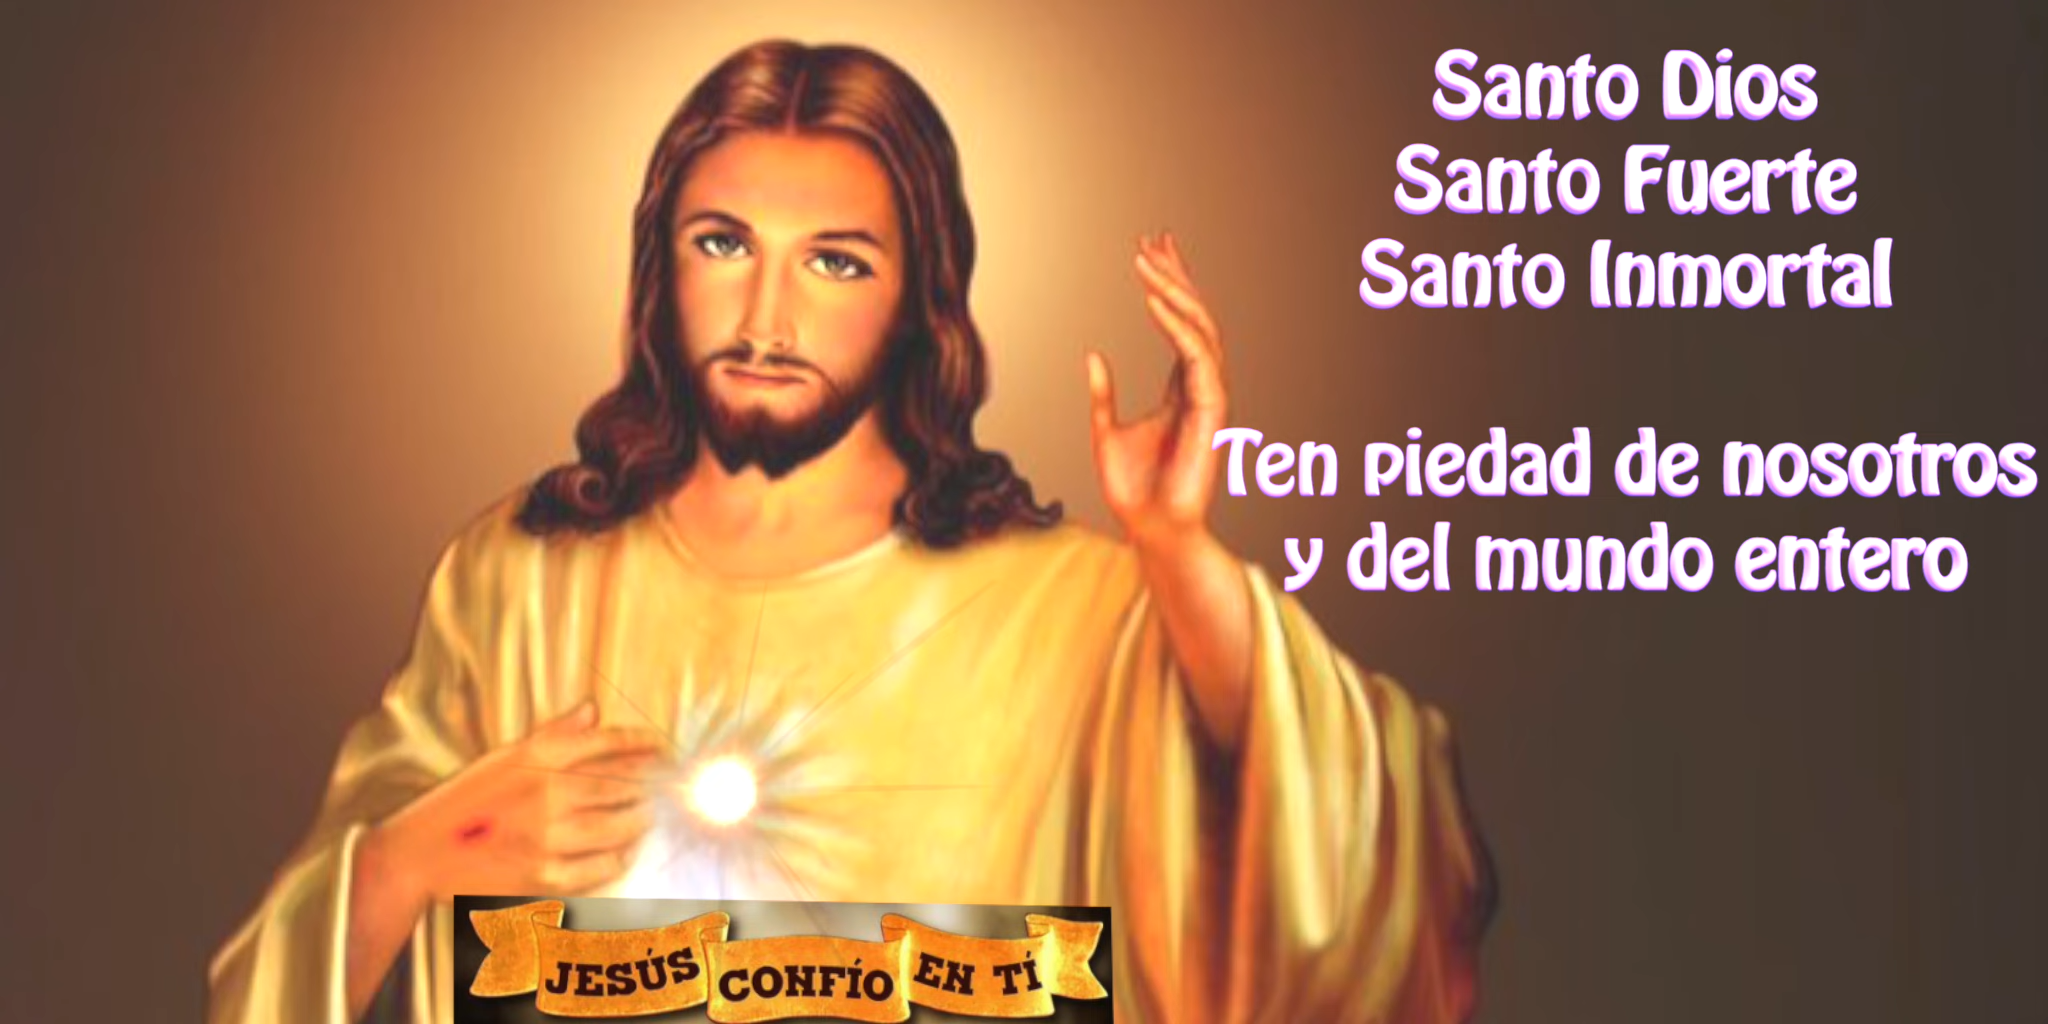 Santo Dios
Santo Fuerte
Santo Inmortal
Ten piedad de nosotros
y del mundo entero
JESÚS CONFÍO EN TÍ